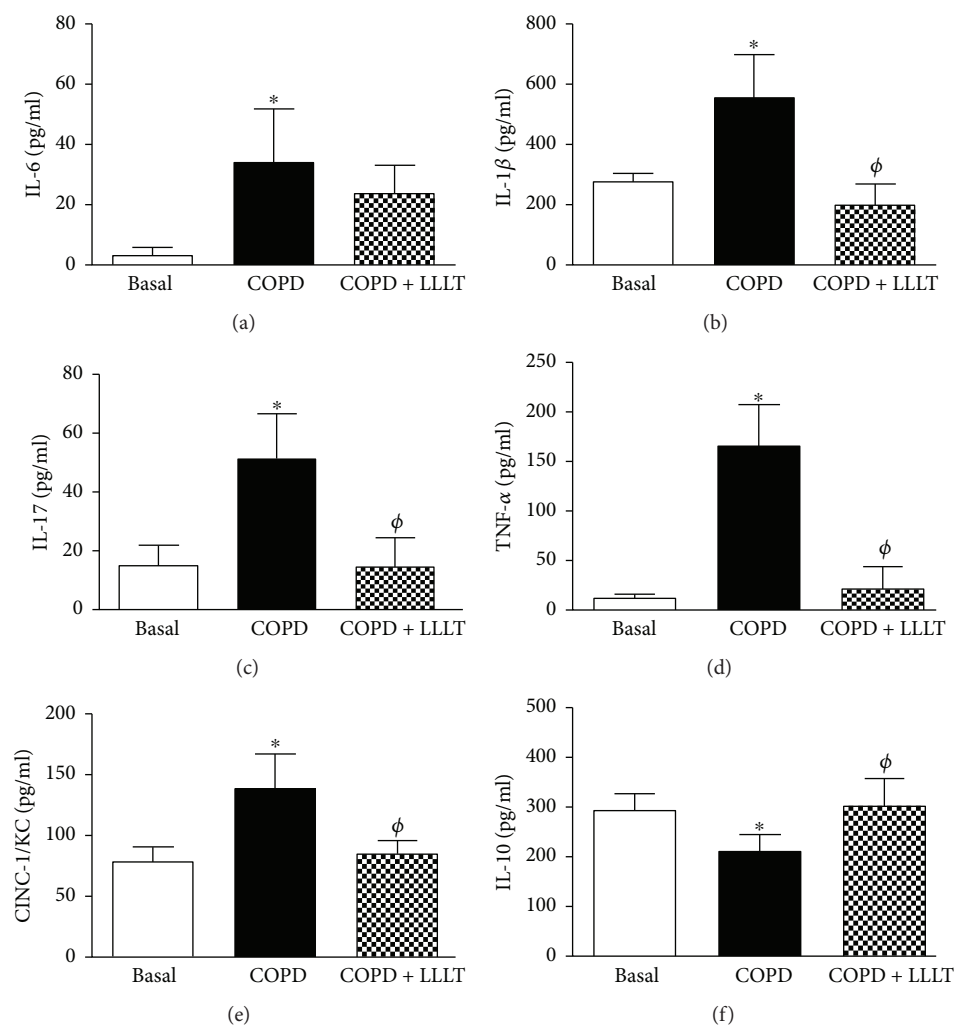 80
60
40
20
0
IL-6 (pg/ml)
*
Basal COPD COPD + LLLT
(a)
800
600
400
200
0
IL-1β (pg/ml)
*
ϕ
Basal COPD COPD + LLLT
(b)
80
60
40
20
0
IL-17 (pg/ml)
*
ϕ
Basal COPD COPD + LLLT
(c)
250
200
150
100
50
0
TNF-α (pg/ml)
*
ϕ
Basal COPD COPD + LLLT
(d)
200
150
100
50
0
CINC-1/KC (pg/ml)
*
ϕ
Basal COPD COPD + LLLT
(e)
500
400
300
200
100
0
IL-10 (pg/ml)
*
ϕ
Basal COPD COPD + LLLT
(f)